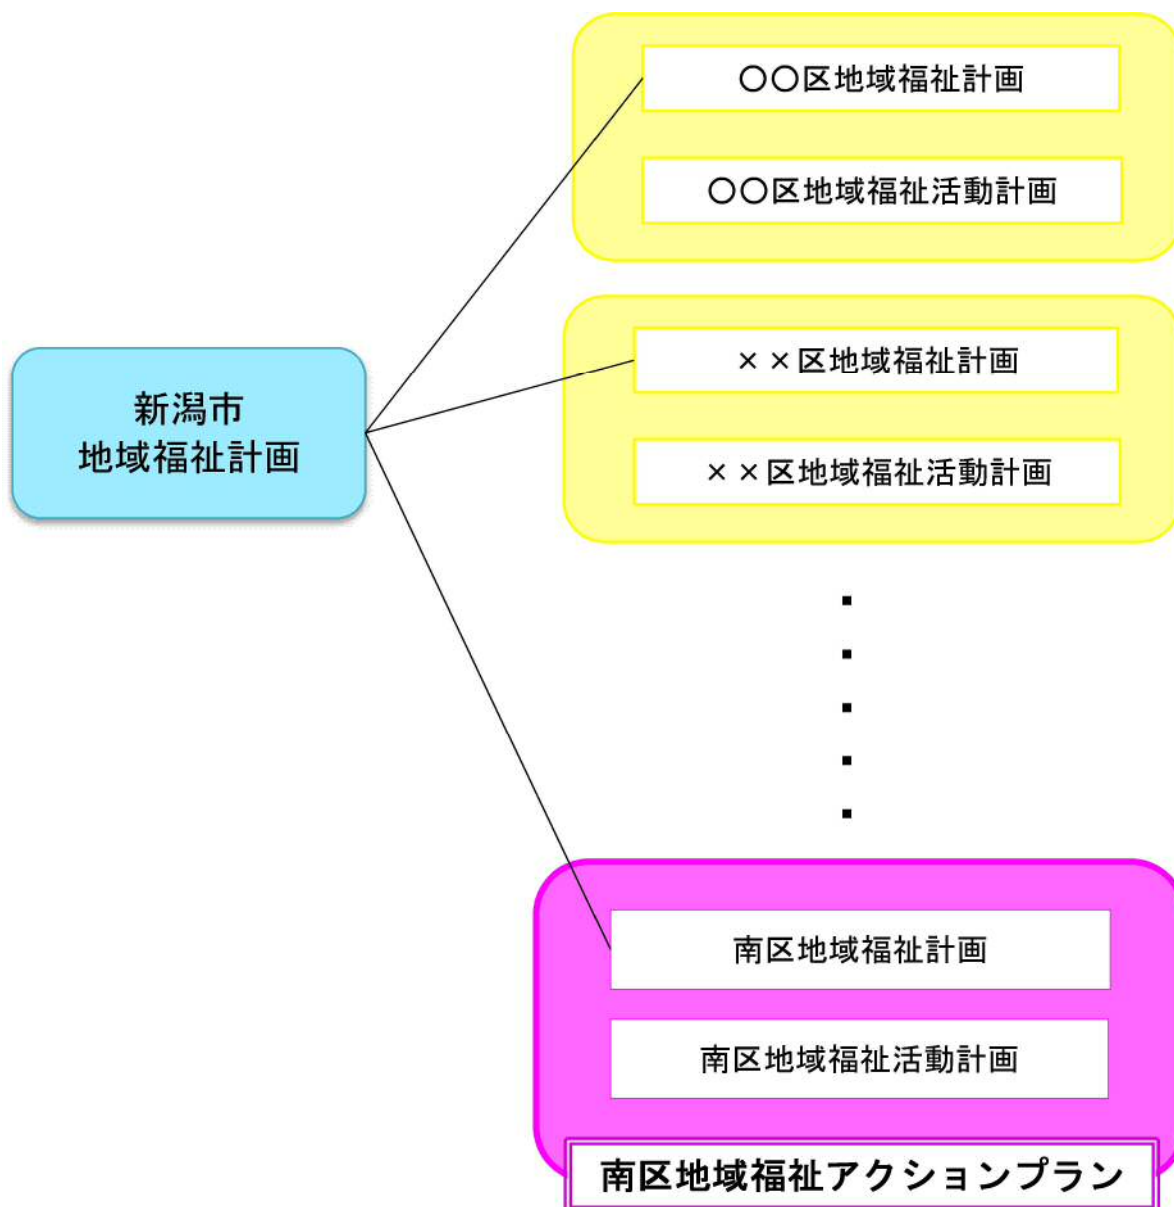 〇〇区地域福祉計画
〇〇区地域福祉活動計画
××区地域福祉計画
××区地域福祉活動計画
新潟市
地域福祉計画
南区地域福祉計画
南区地域福祉活動計画
南区地域福祉アクションプラン